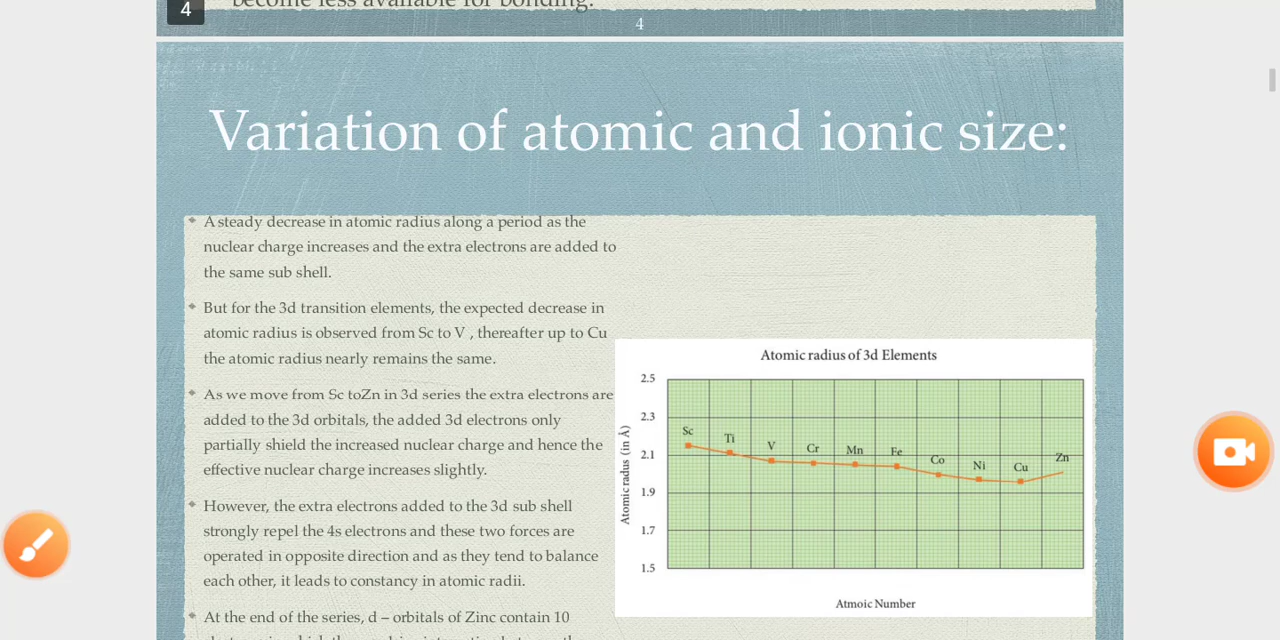 4
become less available for bonding.
4
Variation of atomic and ionic size:
A steady decrease in atomic radius along a period as the
nuclear charge increases and the extra electrons are added to
the same sub shell.
But for the 3d transition elements, the expected decrease in
atomic radius is observed from Sc to V , thereafter up to Cu
the atomic radius nearly remains the same.
As we move from Sc toZn in 3d series the extra electrons are
added to the 3d orbitals, the added 3d electrons only
partially shield the increased nuclear charge and hence the
effective nuclear charge increases slightly.
However, the extra electrons added to the 3d sub shell
strongly repel the 4s electrons and these two forces are
operated in opposite direction and as they tend to balance
each other, it leads to constancy in atomic radii.
At the end of the series, d – orbitals of Zinc contain 10
Atomic radius of 3d Elements
2.5
2.3
2.1
1.9
1.7
1.5
Atomic radus (in Å)
Sc
Ti
V
Cr
Mn
Fe
Co
Ni
Cu
Zn
Atmoic Number